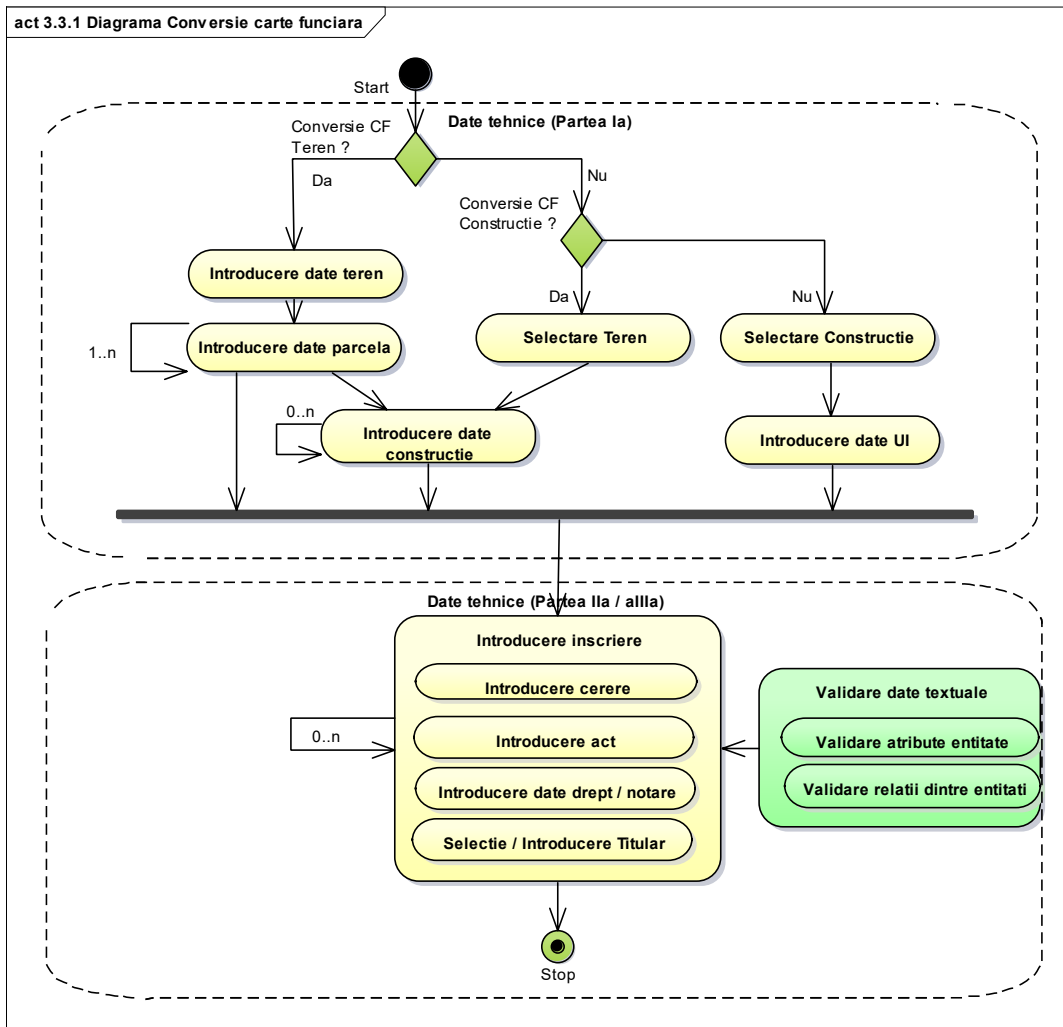 act 3.3.1 Diagrama Conversie carte funciara
Start
Date tehnice (Partea Ia)
Conversie CF
Teren ?
Da
Nu
Conversie CF
Constructie ?
Introducere date teren
Da
Nu
Introducere date parcela
1..n
Selectare Teren
Selectare Constructie
0..n
Introducere date
constructie
Introducere date UI
Date tehnice (Partea IIa / aIIIa)
Introducere inscriere
Introducere cerere
0..n
Introducere act
Introducere date drept / notare
Selectie / Introducere Titular
Validare date textuale
Validare atribute entitate
Validare relatii dintre entitati
Stop